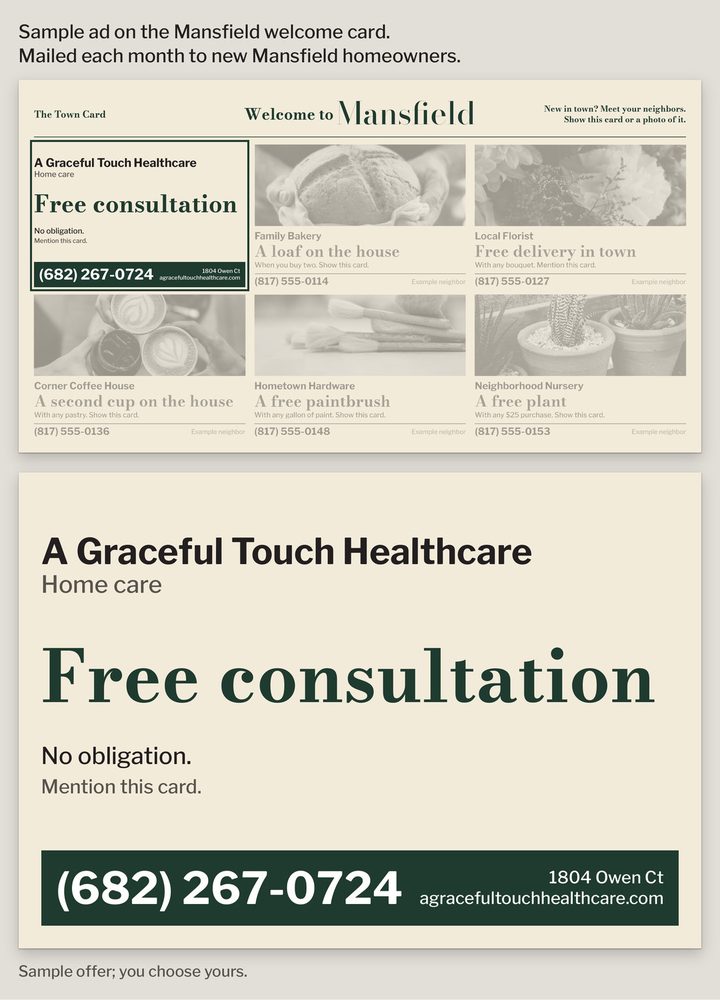 Sample ad on the Mansfield welcome card.
Mailed each month to new Mansfield homeowners.
The Town Card
Welcome to Mansfield
New in town? Meet your neighbors.
Show this card or a photo of it.
A Graceful Touch Healthcare
Home care
Free consultation
No obligation.
Mention this card.
(682) 267-0724
1804 Owen Ct
agracefultouchhealthcare.com
Family Bakery
A loaf on the house
When you buy two. Show this card.
(817) 555-0114
Example neighbor
Local Florist
Free delivery in town
With any bouquet. Mention this card.
(817) 555-0127
Example neighbor
Corner Coffee House
A second cup on the house
With any pastry. Show this card.
(817) 555-0136
Example neighbor
Hometown Hardware
A free paintbrush
With any gallon of paint. Show this card.
(817) 555-0148
Example neighbor
Neighborhood Nursery
A free plant
With any $25 purchase. Show this card.
(817) 555-0153
Example neighbor
A Graceful Touch Healthcare
Home care
Free consultation
No obligation.
Mention this card.
(682) 267-0724
1804 Owen Ct
agracefultouchhealthcare.com
Sample offer; you choose yours.